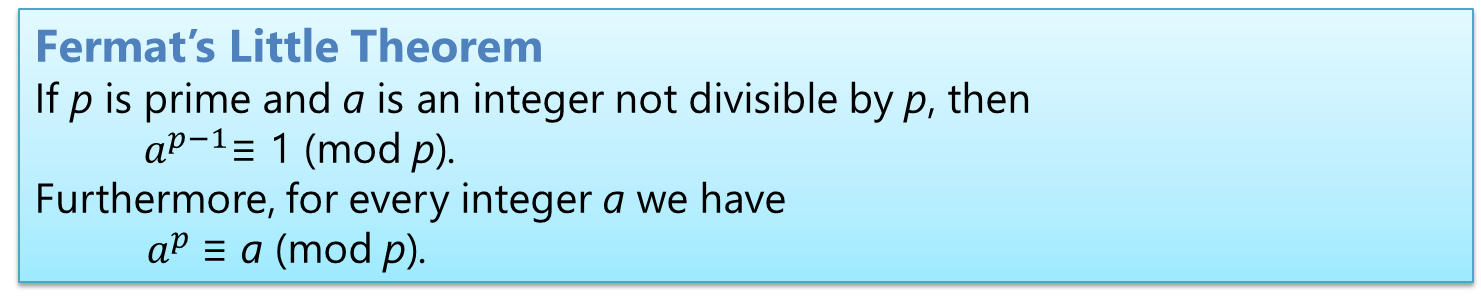 Fermat’s Little Theorem
If p is prime and a is an integer not divisible by p, then
a^{p−1}≡ 1 (mod p).
Furthermore, for every integer a we have
a^p ≡ a (mod p).